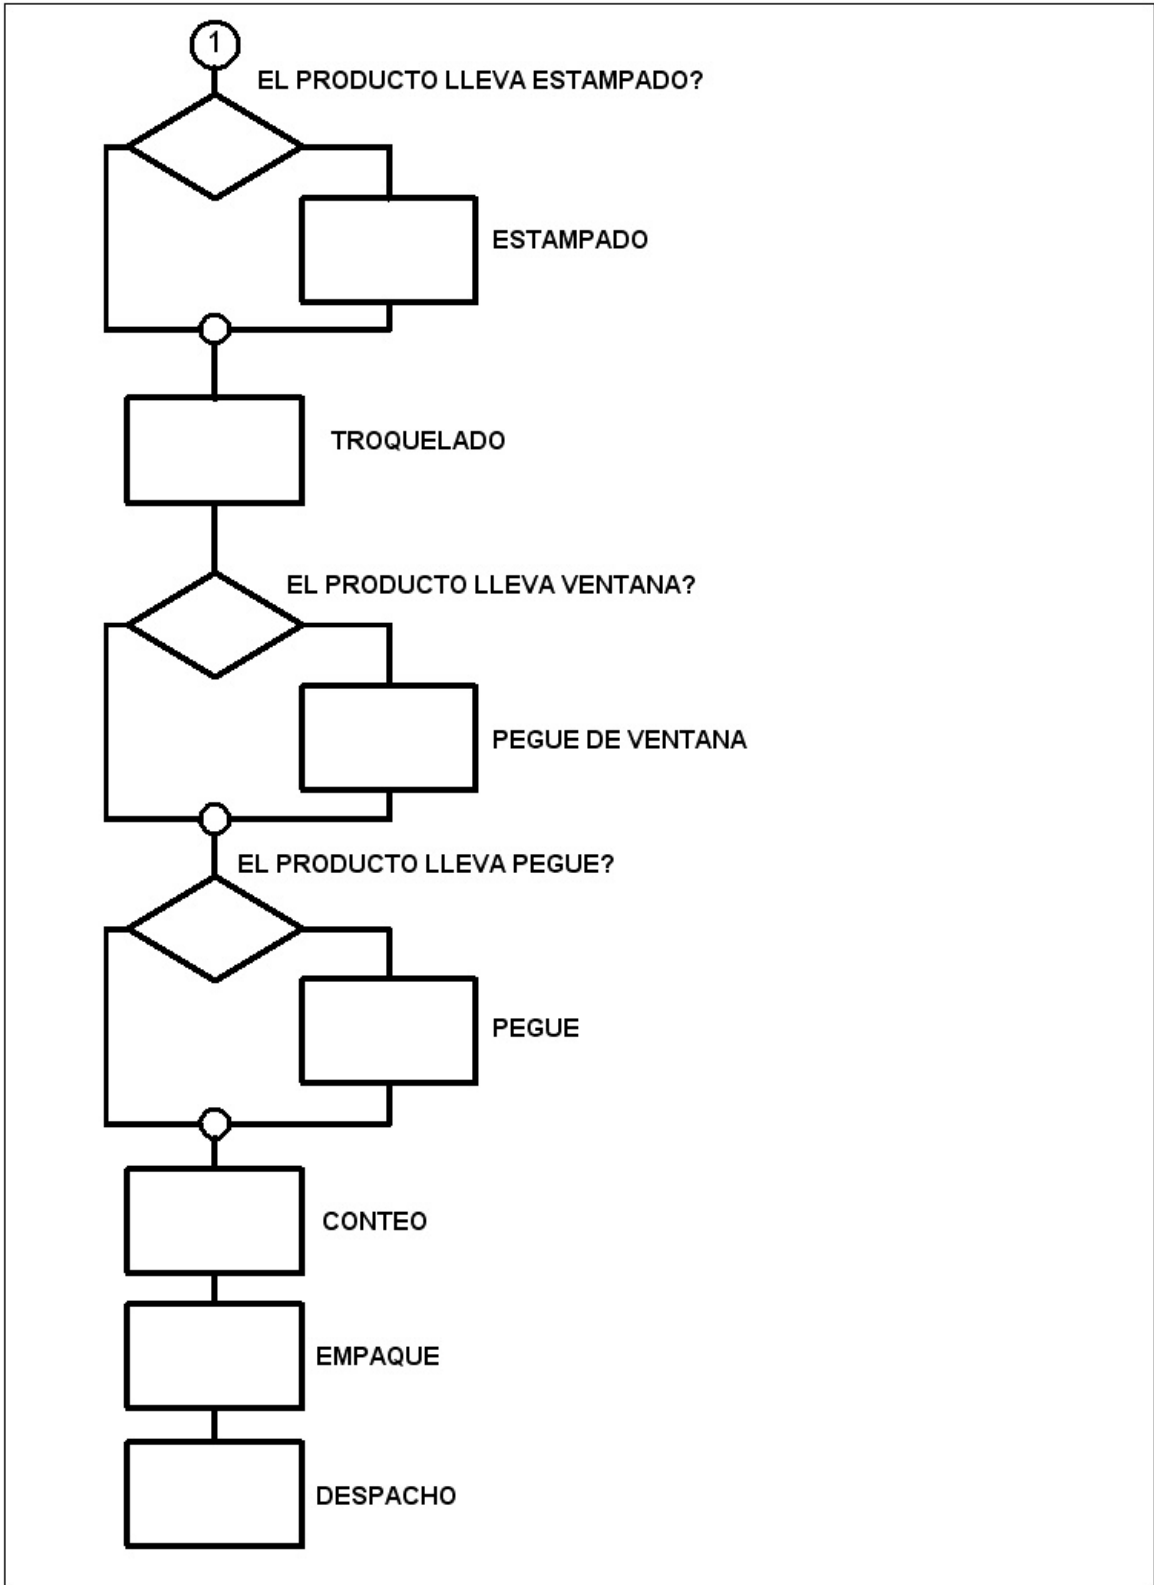 1
EL PRODUCTO LLEVA ESTAMPADO?
ESTAMPADO
TROQUELADO
EL PRODUCTO LLEVA VENTANA?
PEGUE DE VENTANA
EL PRODUCTO LLEVA PEGUE?
PEGUE
CONTEO
EMPAQUE
DESPACHO